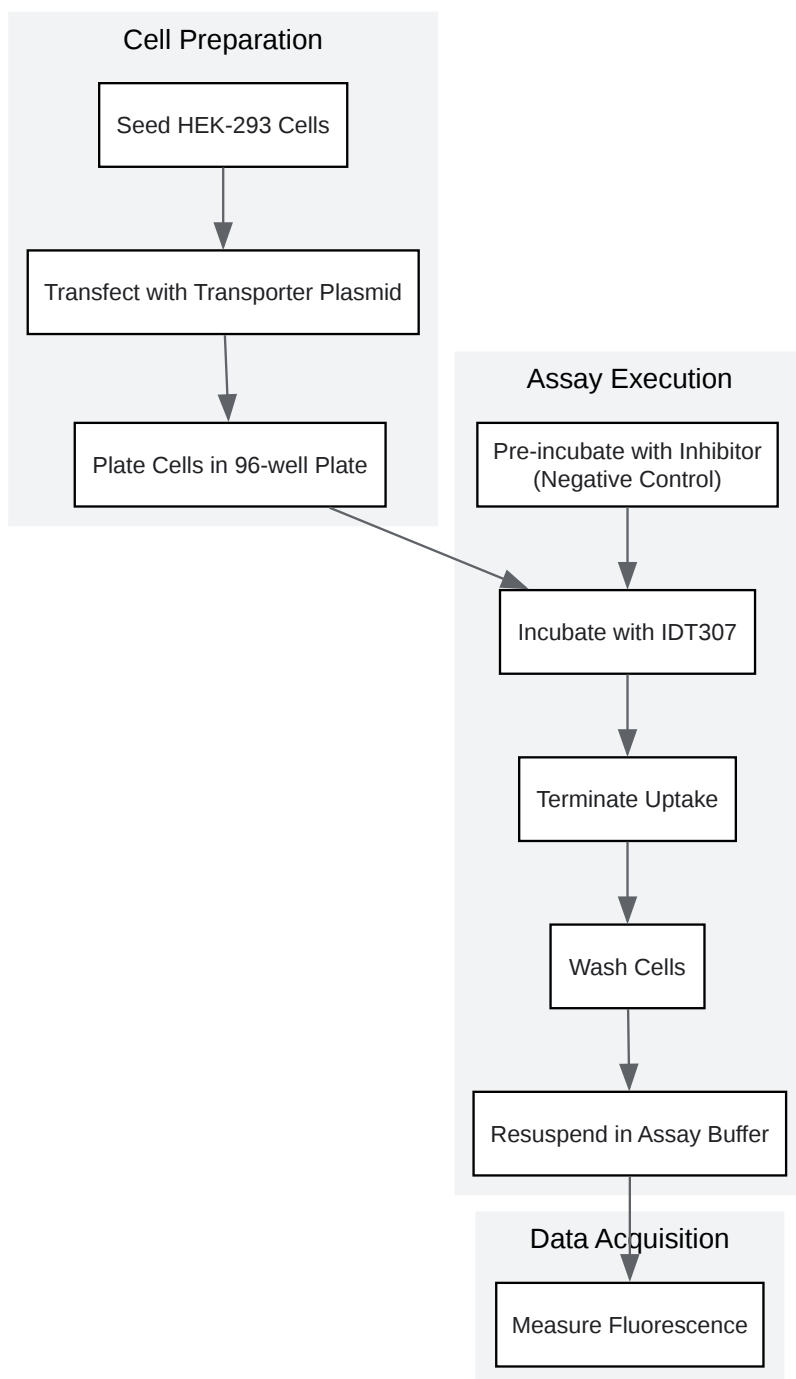 Cell Preparation
Seed HEK-293 Cells
Transfect with Transporter Plasmid
Plate Cells in 96-well Plate
Assay Execution
Pre-incubate with Inhibitor
(Negative Control)
Incubate with IDT307
Terminate Uptake
Wash Cells
Resuspend in Assay Buffer
Data Acquisition
Measure Fluorescence